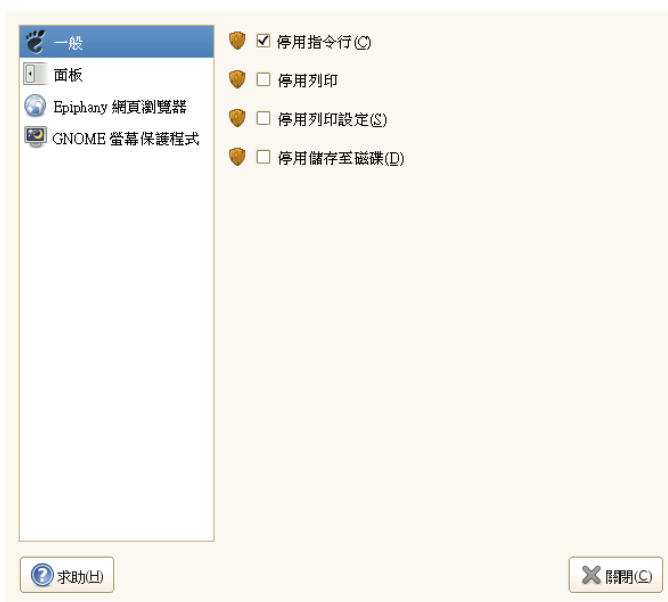 一般
面板
Epiphany 網頁瀏覽器
GNOME 螢幕保護程式
停用指令行(C)
停用列印
停用列印設定(S)
停用儲存至磁碟(D)
求助(H)
關閉(C)